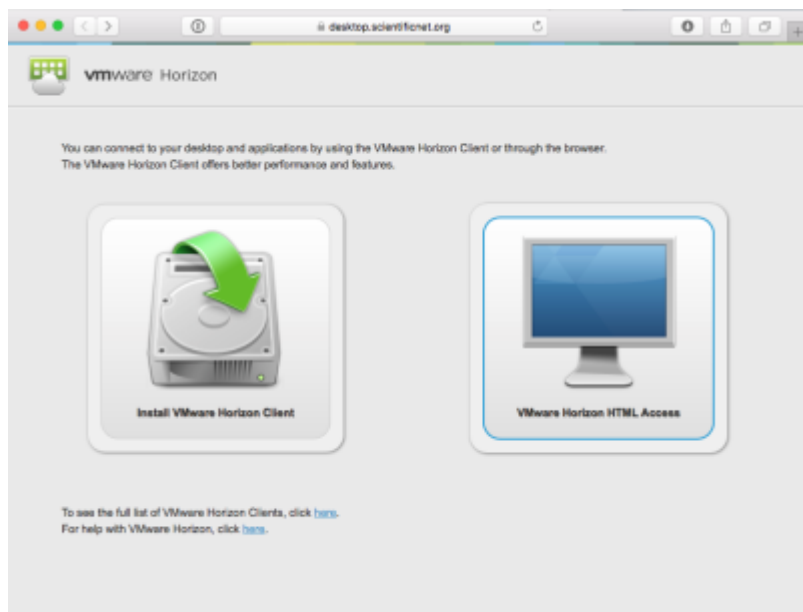 desktop.scientificnet.org
vmware Horizon
You can connect to your desktop and applications by using the VMware Horizon Client or through the browser.
The VMware Horizon Client offers better performance and features.
Install VMware Horizon Client
VMware Horizon HTML Access
To see the full list of VMware Horizon Clients, click here.
For help with VMware Horizon, click here.